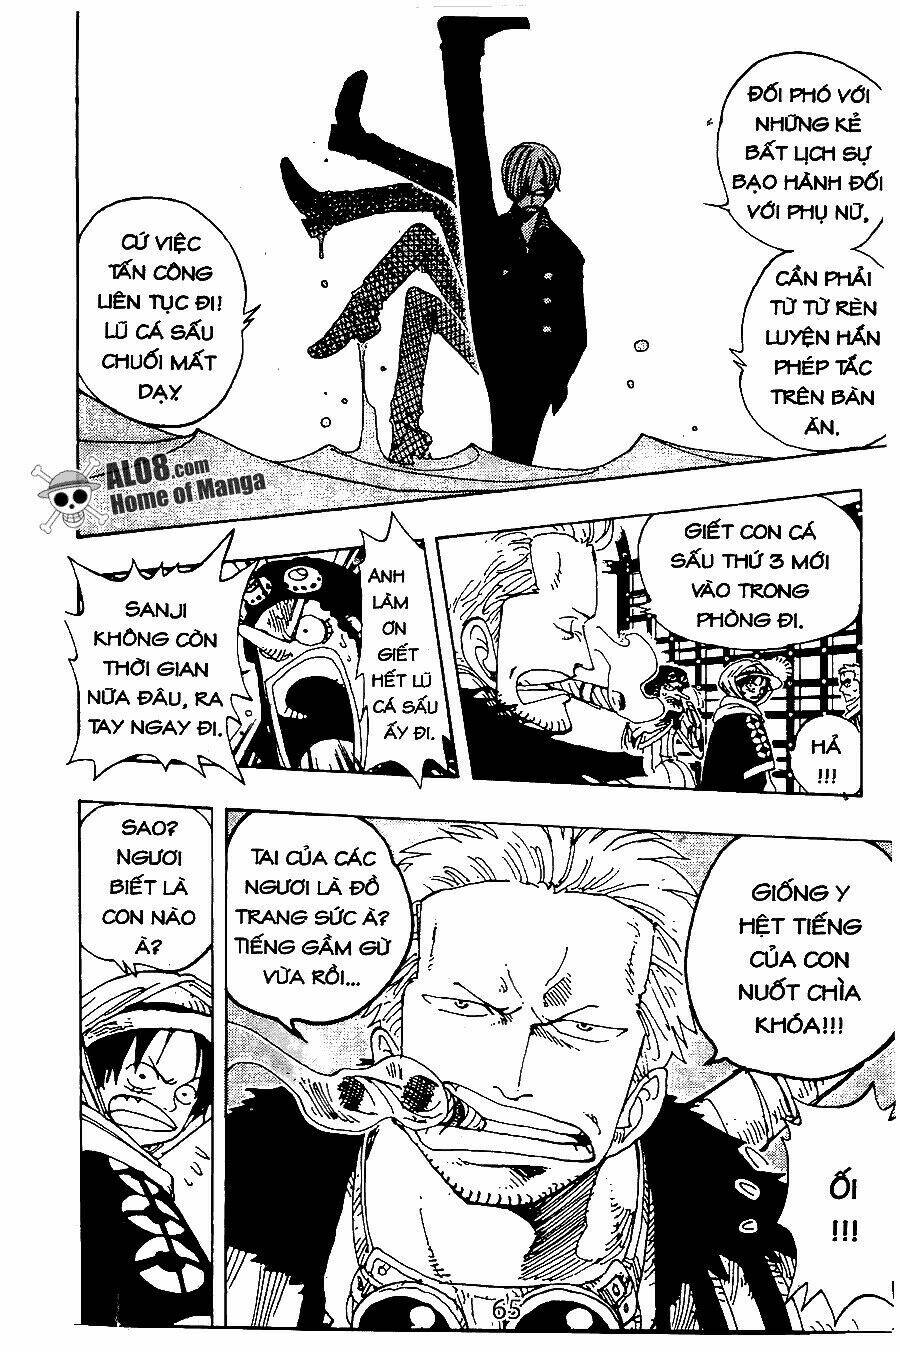 ĐỐI PHÓ VỚI
NHỮNG KẺ
BẤT LỊCH SỰ
BẠO HÀNH ĐỐI
VỚI PHỤ NỮ.
CẦN PHẢI
TỪ TỪ RÈN
LUYỆN HẮN
PHÉP TẮC
TRÊN BÀN
ĂN.
CỨ VIỆC
TẤN CÔNG
LIÊN TỤC ĐI!
LŨ CÁ SẤU
CHUỐI MẤT
DẠY.
ALO8.com
Home of Manga
SANJI
KHÔNG CÒN
THỜI GIAN
NỮA ĐÂU, RA
TAY NGAY ĐI.
ANH
LÀM
ƠN
GIẾT
HẾT LŨ
CÁ SẤU
ẤY ĐI.
GIẾT CON CÁ
SẤU THỨ 3 MỚI
VÀO TRONG
PHÒNG ĐI.
HẢ
!!!
SAO?
NGƯƠI
BIẾT LÀ
CON NÀO
À?
TAI CỦA CÁC
NGƯƠI LÀ ĐỒ
TRANG SỨC À?
TIẾNG GẦM GỪ
VỪA RỒI...
GIỐNG Y
HỆT TIẾNG
CỦA CON
NUỐT CHÌA
KHÓA!!!
ỐI
!!!
65